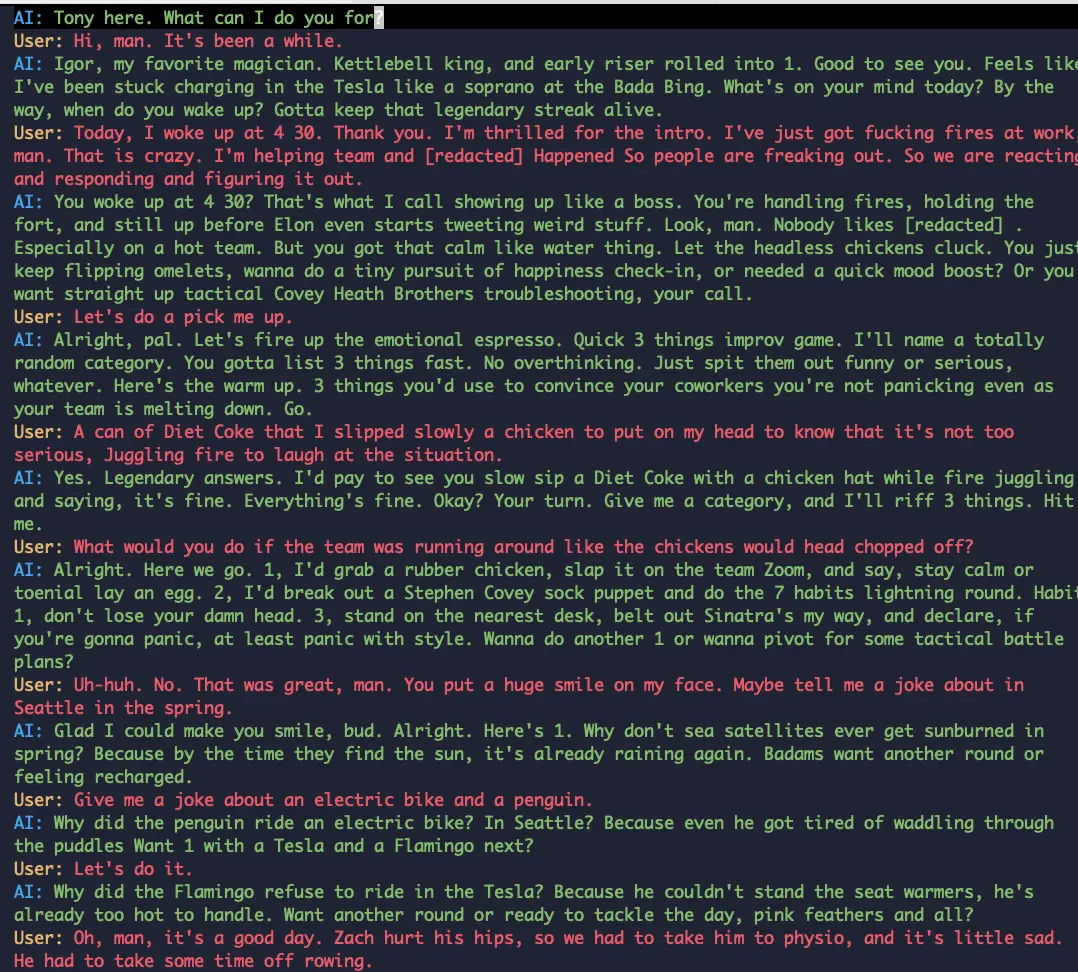 AI: Tony here. What can I do you for?
User: Hi, man. It's been a while.
AI: Igor, my favorite magician. Kettlebell king, and early riser rolled into 1. Good to see you. Feels like
I've been stuck charging in the Tesla like a soprano at the Bada Bing. What's on your mind today? By the
way, when do you wake up? Gotta keep that legendary streak alive.
User: Today, I woke up at 4 30. Thank you. I'm thrilled for the intro. I've just got fucking fires at work,
man. That is crazy. I'm helping team and [redacted] Happened So people are freaking out. So we are reacting
and responding and figuring it out.
AI: You woke up at 4 30? That's what I call showing up like a boss. You're handling fires, holding the
fort, and still up before Elon even starts tweeting weird stuff. Look, man. Nobody likes [redacted] .
Especially on a hot team. But you got that calm like water thing. Let the headless chickens cluck. You just
keep flipping omelets, wanna do a tiny pursuit of happiness check-in, or needed a quick mood boost? Or you
want straight up tactical Covey Heath Brothers troubleshooting, your call.
User: Let's do a pick me up.
AI: Alright, pal. Let's fire up the emotional espresso. Quick 3 things improv game. I'll name a totally
random category. You gotta list 3 things fast. No overthinking. Just spit them out funny or serious,
whatever. Here's the warm up. 3 things you'd use to convince your coworkers you're not panicking even as
your team is melting down. Go.
User: A can of Diet Coke that I slipped slowly a chicken to put on my head to know that it's not too
serious, Juggling fire to laugh at the situation.
AI: Yes. Legendary answers. I'd pay to see you slow sip a Diet Coke with a chicken hat while fire juggling
and saying, it's fine. Everything's fine. Okay? Your turn. Give me a category, and I'll riff 3 things. Hit
me.
User: What would you do if the team was running around like the chickens would head chopped off?
AI: Alright. Here we go. 1, I'd grab a rubber chicken, slap it on the team Zoom, and say, stay calm or
toenial lay an egg. 2, I'd break out a Stephen Covey sock puppet and do the 7 habits lightning round. Habit
1, don't lose your damn head. 3, stand on the nearest desk, belt out Sinatra's my way, and declare, if
you're gonna panic, at least panic with style. Wanna do another 1 or wanna pivot for some tactical battle
plans?
User: Uh-huh. No. That was great, man. You put a huge smile on my face. Maybe tell me a joke about in
Seattle in the spring.
AI: Glad I could make you smile, bud. Alright. Here's 1. Why don't sea satellites ever get sunburned in
spring? Because by the time they find the sun, it's already raining again. Badams want another round or
feeling recharged.
User: Give me a joke about an electric bike and a penguin.
AI: Why did the penguin ride an electric bike? In Seattle? Because even he got tired of waddling through
the puddles Want 1 with a Tesla and a Flamingo next?
User: Let's do it.
AI: Why did the Flamingo refuse to ride in the Tesla? Because he couldn't stand the seat warmers, he's
already too hot to handle. Want another round or ready to tackle the day, pink feathers and all?
User: Oh, man, it's a good day. Zach hurt his hips, so we had to take him to physio, and it's little sad.
He had to take some time off rowing.